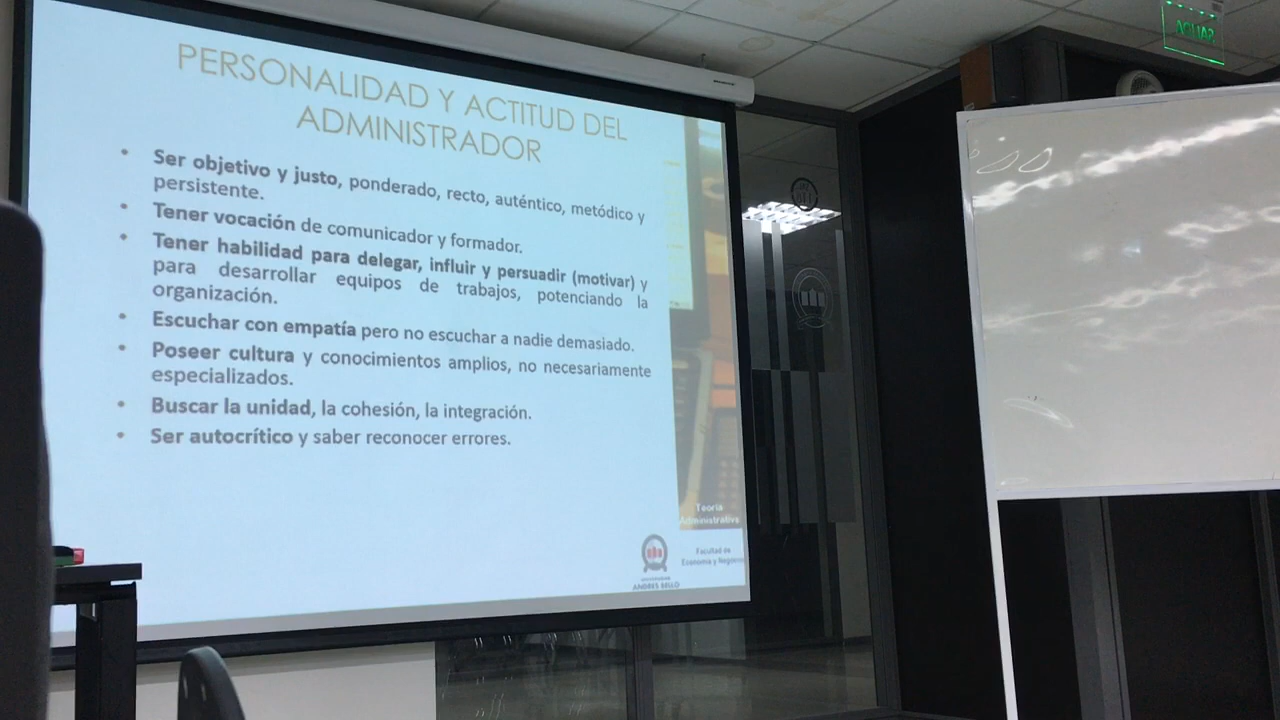 PERSONALIDAD Y ACTITUD DEL
ADMINISTRADOR
• Ser objetivo y justo, ponderado, recto, auténtico, metódico y
persistente.
• Tener vocación de comunicador y formador.
• Tener habilidad para delegar, influir y persuadir (motivar) y
para desarrollar equipos de trabajos, potenciando la
organización.
• Escuchar con empatía pero no escuchar a nadie demasiado.
• Poseer cultura y conocimientos amplios, no necesariamente
especializados.
• Buscar la unidad, la cohesión, la integración.
• Ser autocrítico y saber reconocer errores.
Teoría
Administrativa
Facultad de
Economía y Negocios
UNIVERSIDAD
ANDRES BELLO